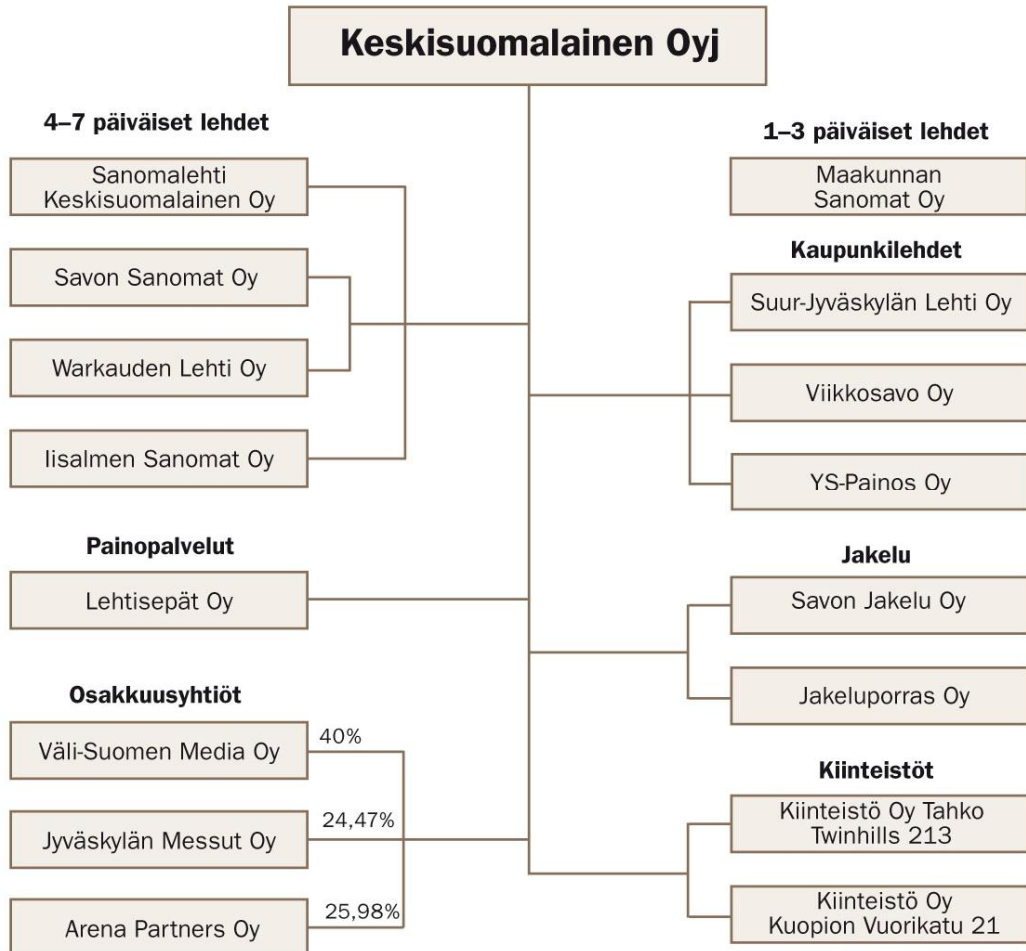 Keskisuomalainen Oyj
4–7 päiväiset lehdet
Sanomalehti
Keskisuomalainen Oy
Savon Sanomat Oy
Warkauden Lehti Oy
Iisalmen Sanomat Oy
Painopalvelut
Lehtisepät Oy
Osakkuusyhtiöt
Väli-Suomen Media Oy
40%
Jyväskylän Messut Oy
24,47%
Arena Partners Oy
25,98%
1–3 päiväiset lehdet
Maakunnan
Sanomat Oy
Kaupunkilehdet
Suur-Jyväskylän Lehti Oy
Viikkosavo Oy
YS-Painos Oy
Jakelu
Savon Jakelu Oy
Jakeluporras Oy
Kiinteistöt
Kiinteistö Oy Tahko
Twinhills 213
Kiinteistö Oy
Kuopion Vuorikatu 21